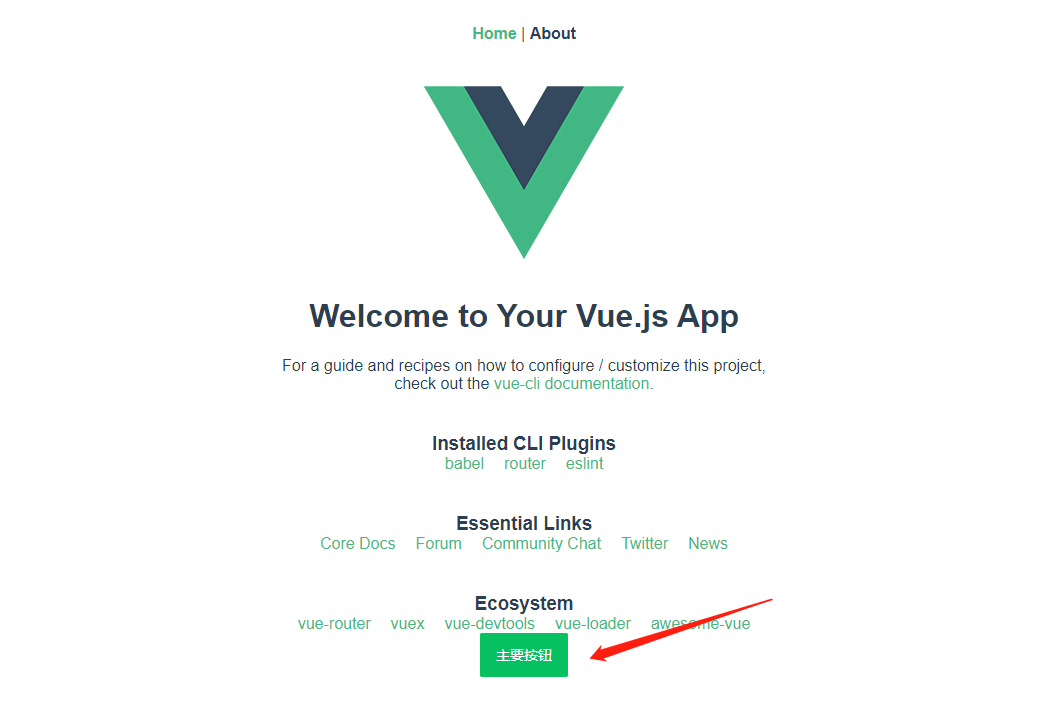 Home | About
Welcome to Your Vue.js App
For a guide and recipes on how to configure / customize this project,
check out the vue-cli documentation.
Installed CLI Plugins
babel router eslint
Essential Links
Core Docs Forum Community Chat Twitter News
Ecosystem
vue-router vuex vue-devtools vue-loader awesome-vue
主要按钮